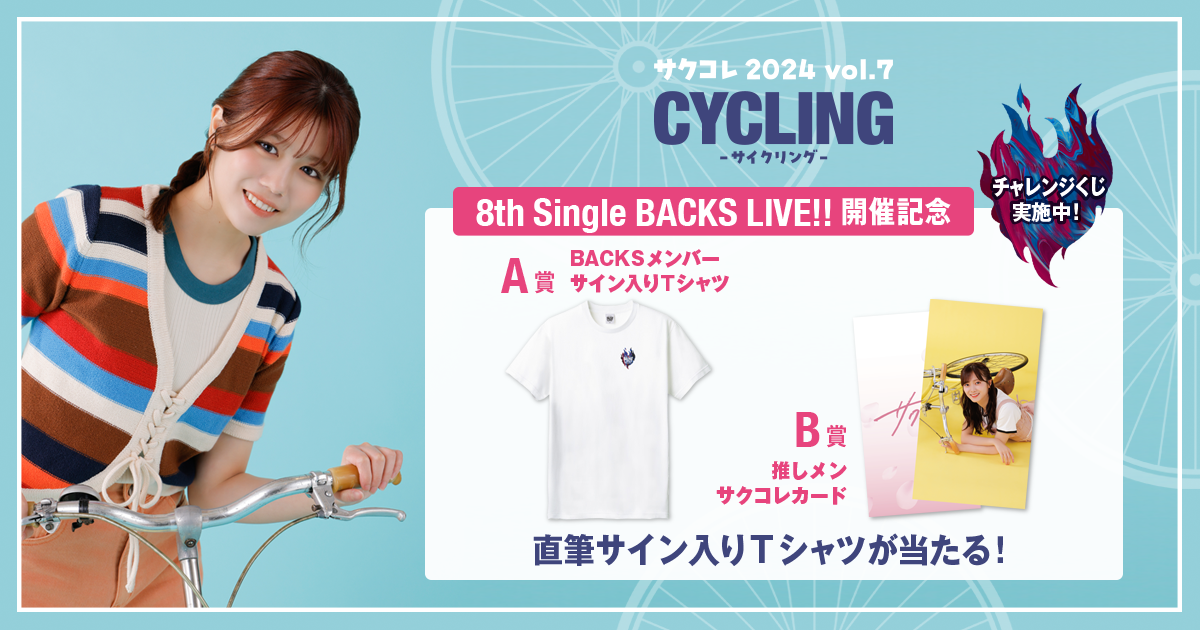 サクコレ 2024 vol.7
CYCLING
-サイクリング-
チャレンジくじ
実施中！
8th Single BACKS LIVE!! 開催記念
A賞
BACKSメンバー
サイン入りTシャツ
B賞
推しメン
サクコレカード
サク
直筆サイン入りTシャツが当たる！